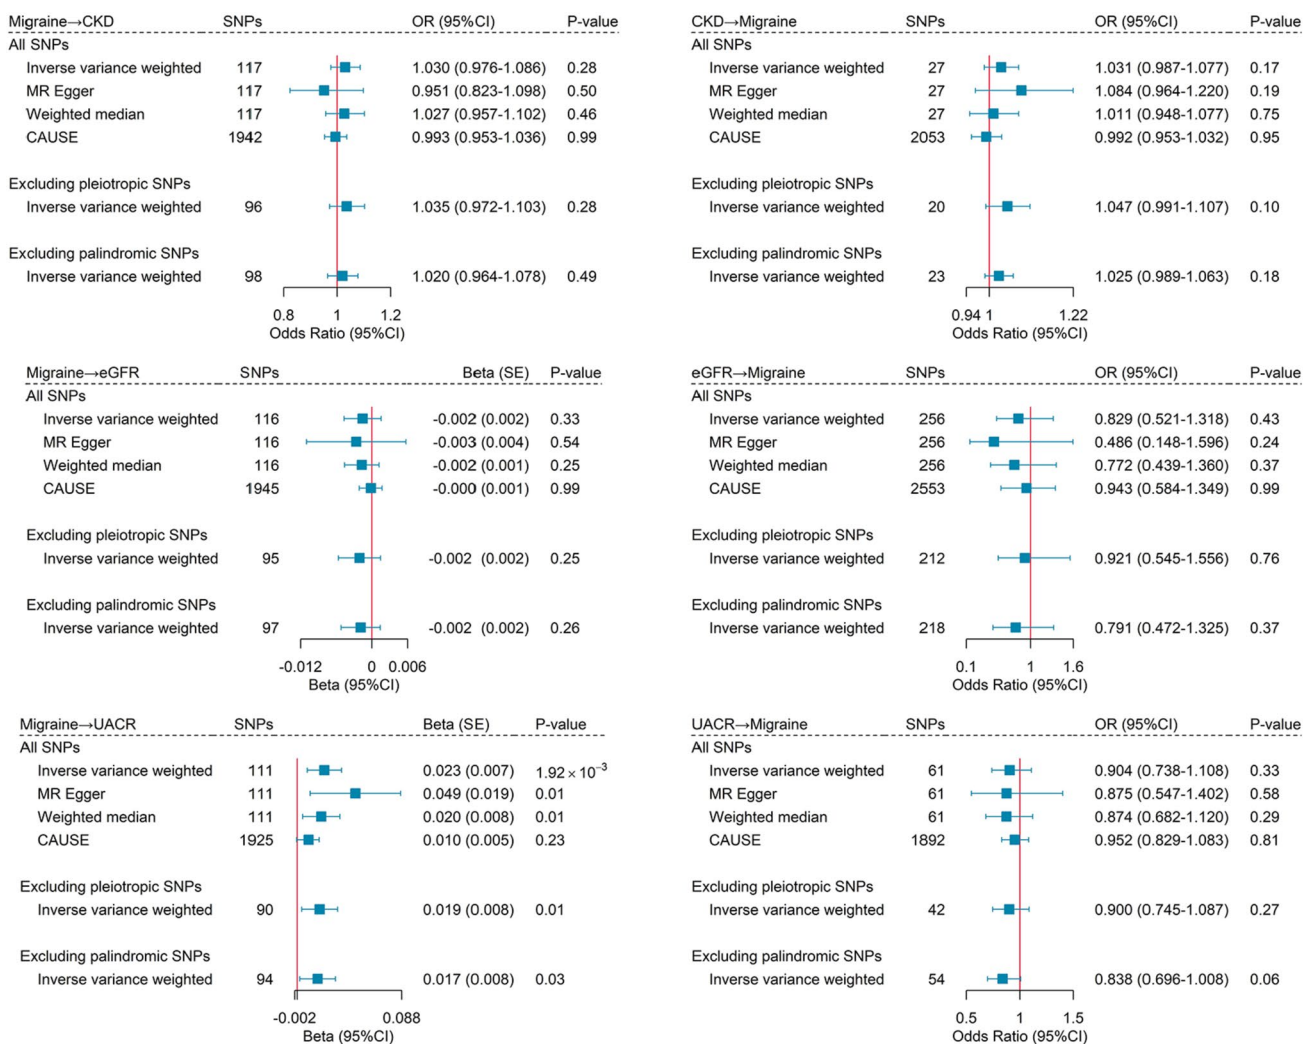 Migraine→CKD SNPs OR (95%CI) P-value
All SNPs
Inverse variance weighted 117 1.030 (0.976-1.086) 0.28
MR Egger 117 0.951 (0.823-1.098) 0.50
Weighted median 117 1.027 (0.957-1.102) 0.46
CAUSE 1942 0.993 (0.953-1.036) 0.99
Excluding pleiotropic SNPs
Inverse variance weighted 96 1.035 (0.972-1.103) 0.28
Excluding palindromic SNPs
Inverse variance weighted 98 1.020 (0.964-1.078) 0.49
0.8 1 1.2
Odds Ratio (95%CI)
CKD→Migraine SNPs OR (95%CI) P-value
All SNPs
Inverse variance weighted 27 1.031 (0.987-1.077) 0.17
MR Egger 27 1.084 (0.964-1.220) 0.19
Weighted median 27 1.011 (0.948-1.077) 0.75
CAUSE 2053 0.992 (0.953-1.032) 0.95
Excluding pleiotropic SNPs
Inverse variance weighted 20 1.047 (0.991-1.107) 0.10
Excluding palindromic SNPs
Inverse variance weighted 23 1.025 (0.989-1.063) 0.18
0.94 1 1.22
Odds Ratio (95%CI)
Migraine→eGFR SNPs Beta (SE) P-value
All SNPs
Inverse variance weighted 116 -0.002 (0.002) 0.33
MR Egger 116 -0.003 (0.004) 0.54
Weighted median 116 -0.002 (0.001) 0.25
CAUSE 1945 -0.000 (0.001) 0.99
Excluding pleiotropic SNPs
Inverse variance weighted 95 -0.002 (0.002) 0.25
Excluding palindromic SNPs
Inverse variance weighted 97 -0.002 (0.002) 0.26
-0.012 0 0.006
Beta (95%CI)
eGFR→Migraine SNPs OR (95%CI) P-value
All SNPs
Inverse variance weighted 256 0.829 (0.521-1.318) 0.43
MR Egger 256 0.486 (0.148-1.596) 0.24
Weighted median 256 0.772 (0.439-1.360) 0.37
CAUSE 2553 0.943 (0.584-1.349) 0.99
Excluding pleiotropic SNPs
Inverse variance weighted 212 0.921 (0.545-1.556) 0.76
Excluding palindromic SNPs
Inverse variance weighted 218 0.791 (0.472-1.325) 0.37
0.1 1 1.6
Odds Ratio (95%CI)
Migraine→UACR SNPs Beta (SE) P-value
All SNPs
Inverse variance weighted 111 0.023 (0.007) 1.92 × 10⁻³
MR Egger 111 0.049 (0.019) 0.01
Weighted median 111 0.020 (0.008) 0.01
CAUSE 1925 0.010 (0.005) 0.23
Excluding pleiotropic SNPs
Inverse variance weighted 90 0.019 (0.008) 0.01
Excluding palindromic SNPs
Inverse variance weighted 94 0.017 (0.008) 0.03
-0.002 0.088
Beta (95%CI)
UACR→Migraine SNPs OR (95%CI) P-value
All SNPs
Inverse variance weighted 61 0.904 (0.738-1.108) 0.33
MR Egger 61 0.875 (0.547-1.402) 0.58
Weighted median 61 0.874 (0.682-1.120) 0.29
CAUSE 1892 0.952 (0.829-1.083) 0.81
Excluding pleiotropic SNPs
Inverse variance weighted 42 0.900 (0.745-1.087) 0.27
Excluding palindromic SNPs
Inverse variance weighted 54 0.838 (0.696-1.008) 0.06
0.5 1 1.5
Odds Ratio (95%CI)